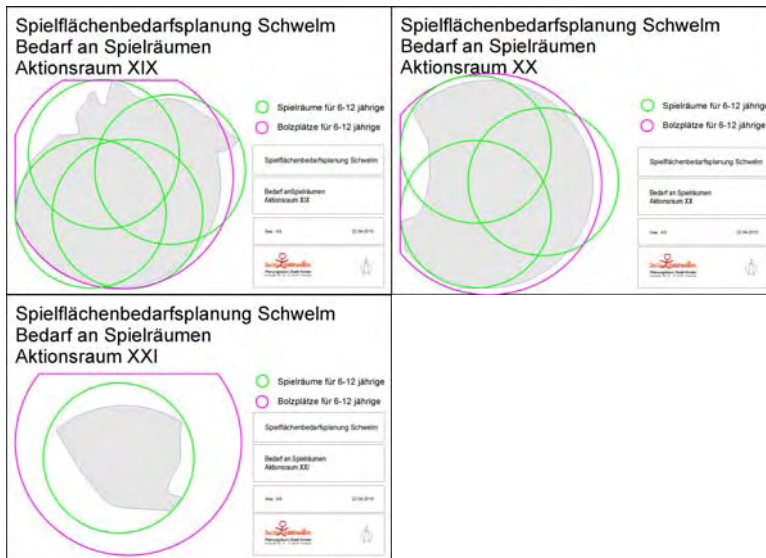 Spielflächenbedarfsplanung Schwelm
Bedarf an Spielräumen
Aktionsraum XIX
Spielräume für 6-12 jährige
Bolzplätze für 6-12 jährige
Spielflächenbedarfsplanung Schwelm
Bedarf anSpielräumen
Aktionsraum XIX
Spielflächenbedarfsplanung Schwelm
Bedarf an Spielräumen
Aktionsraum XX
Spielräume für 6-12 jährige
Bolzplätze für 6-12 jährige
Spielflächenbedarfsplanung Schwelm
Bedarf an Spielräumen
Aktionsraum XX
Spielflächenbedarfsplanung Schwelm
Bedarf an Spielräumen
Aktionsraum XXI
Spielräume für 6-12 jährige
Bolzplätze für 6-12 jährige
Spielflächenbedarfsplanung Schwelm
Bedarf an Spielräumen
Aktionsraum XXI